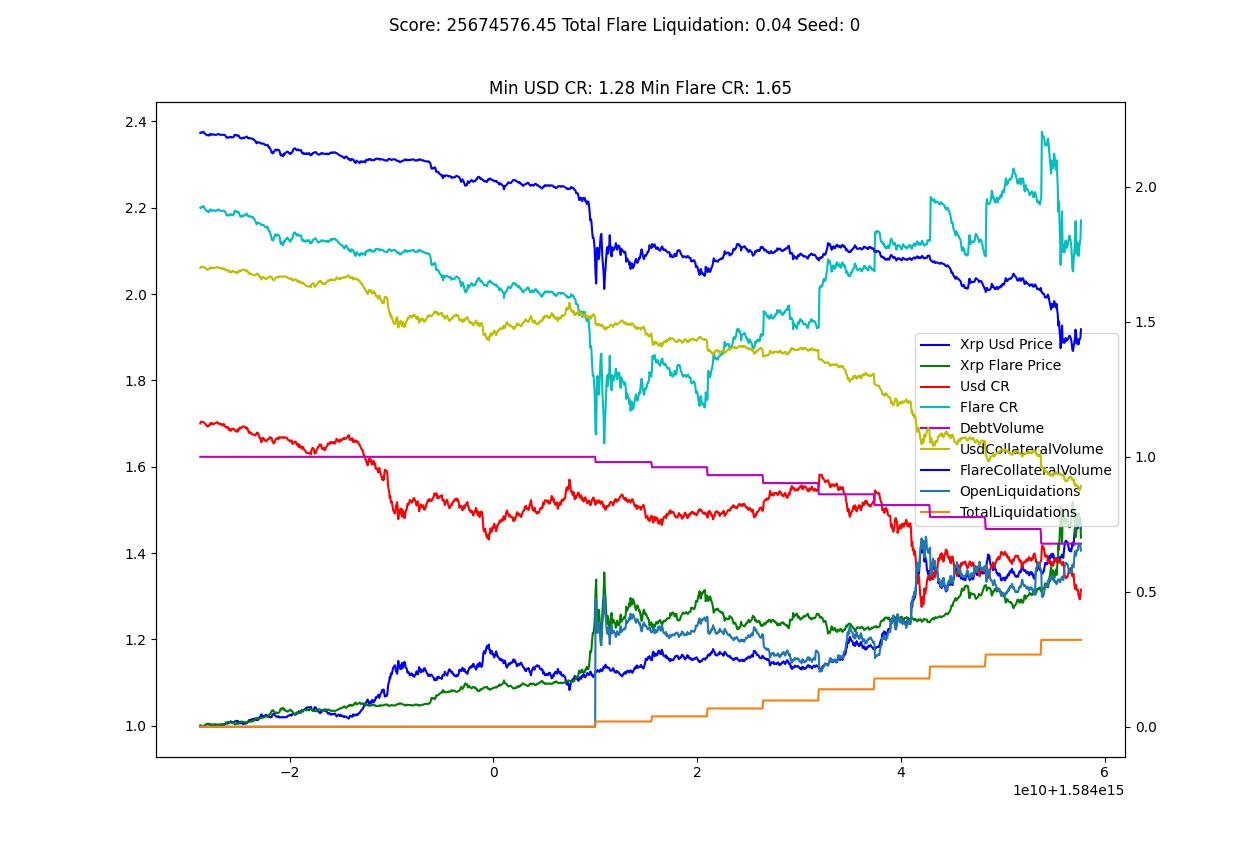 Score: 25674576.45 Total Flare Liquidation: 0.04 Seed: 0
Min USD CR: 1.28 Min Flare CR: 1.65
2.4
2.2
2.0
1.8
1.6
1.4
1.2
1.0
2.0
1.5
1.0
0.5
0.0
Xrp Usd Price
Xrp Flare Price
Usd CR
Flare CR
DebtVolume
UsdCollateralVolume
FlareCollateralVolume
OpenLiquidations
TotalLiquidations
−2 0 2 4 6
1e10+1.584e15